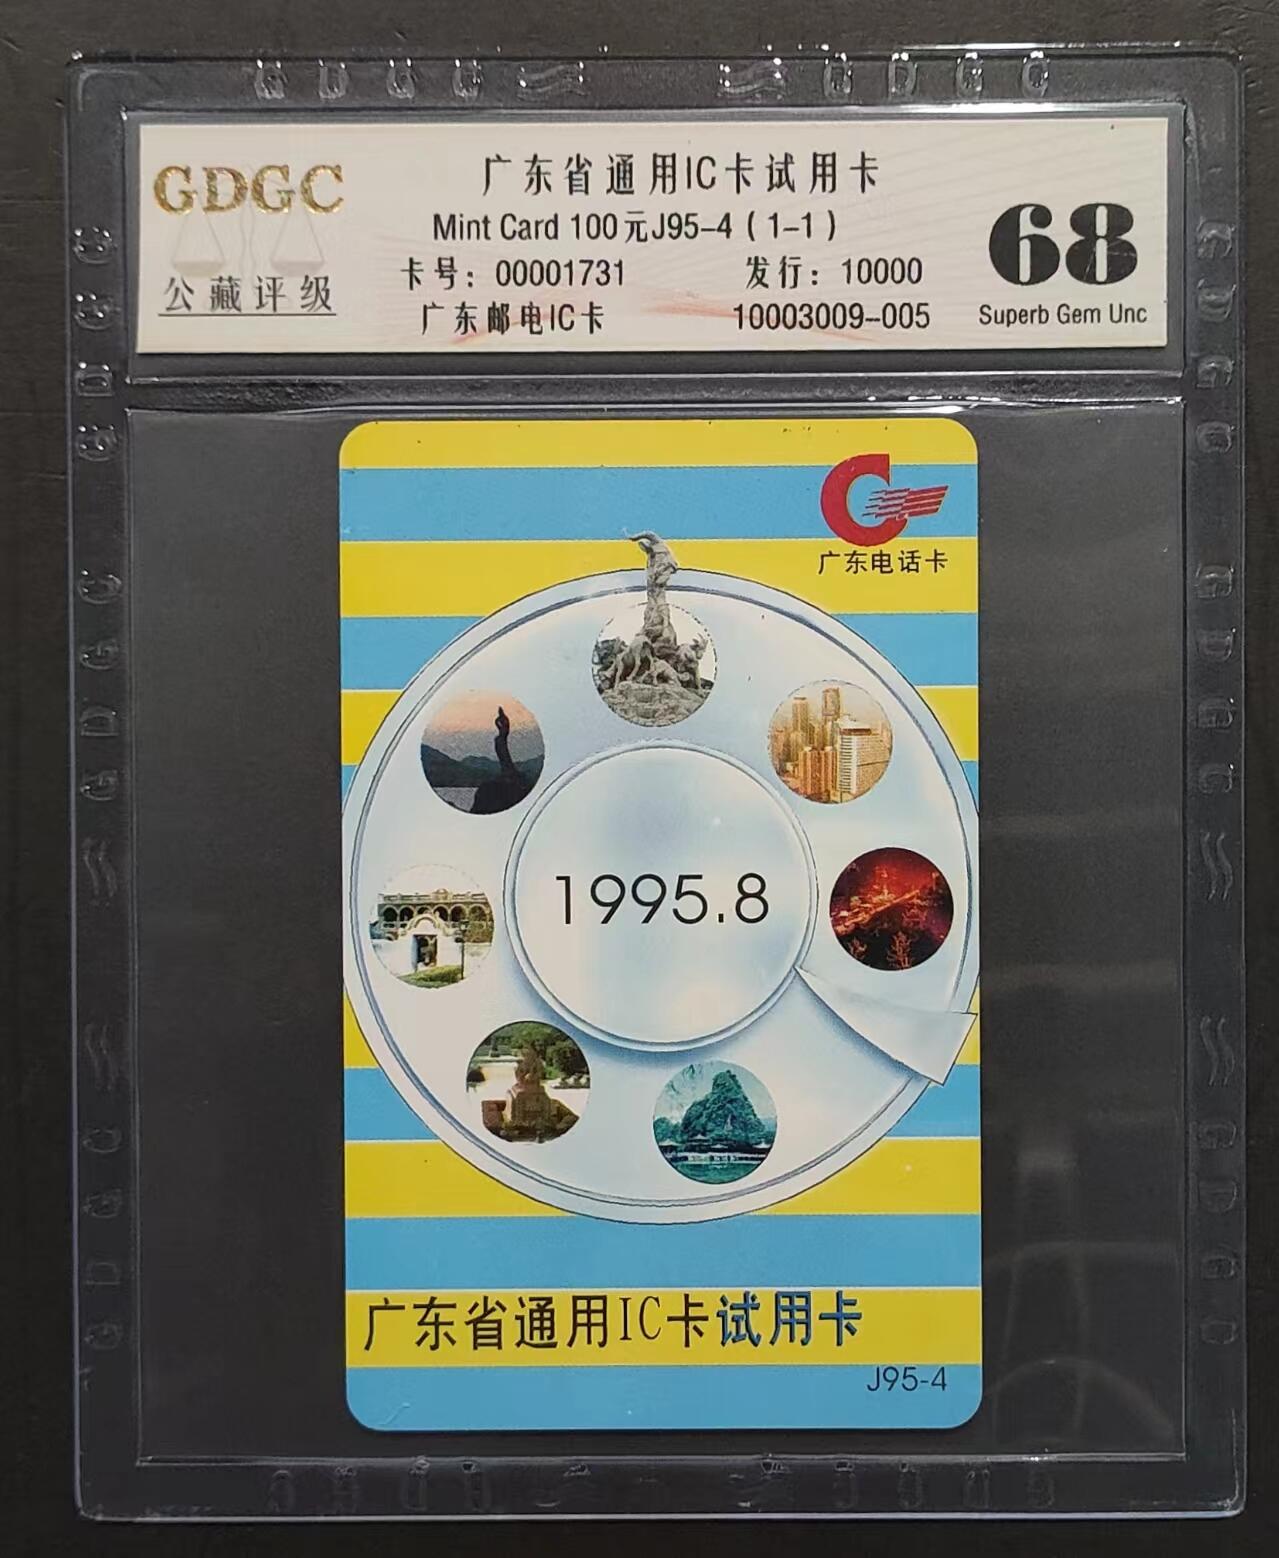 GDGC
公藏评级
广东省通用IC卡试用卡
Mint Card 100元J95-4(1-1)
卡号：00001731 发行：10000
广东邮电IC卡 10003009-005
68
Superb Gem Unc
广东电话卡
1995.8
广东省通用IC卡试用卡
J95-4